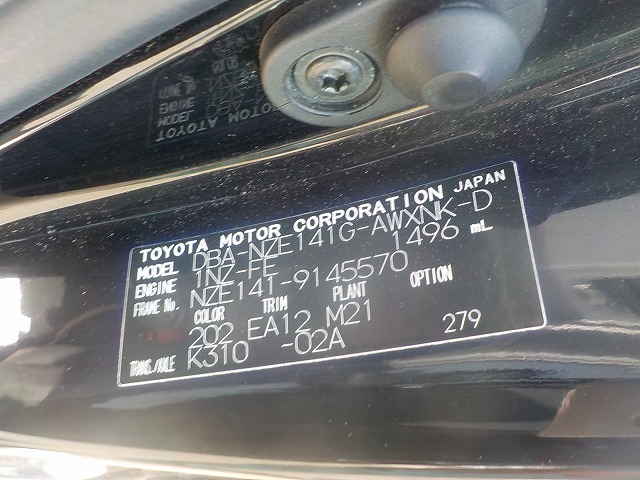 TOYOTA MOTOR CORPORATION JAPAN
MODEL DBA-NZE141G-AWXNK-D
ENGINE 1NZ-FE 1496 mL
FRAME No. NZE141-9145570
COLOR TRIM PLANT OPTION
202 EA12 M21
TRANS./AXLE K310 -02A 279